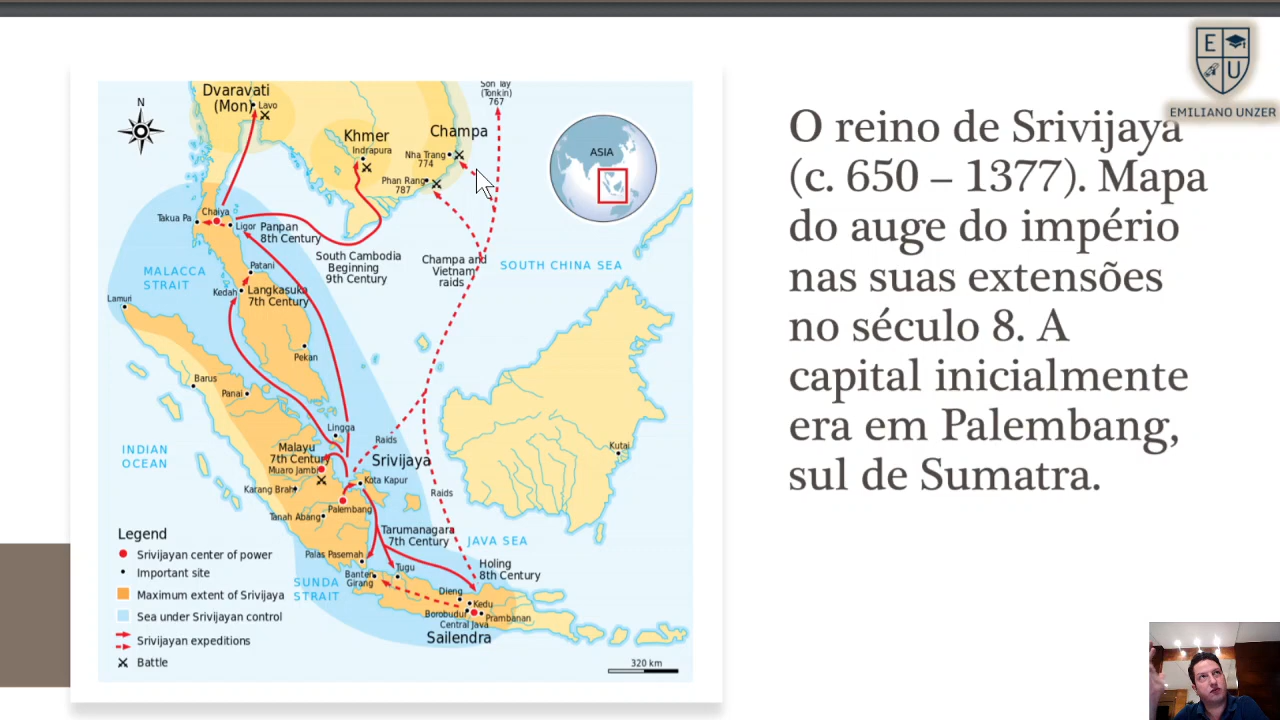 E
U
EMILIANO UNZER
O reino de Srivijaya
(c. 650 – 1377). Mapa
do auge do império
nas suas extensões
no século 8. A
capital inicialmente
era em Palembang,
sul de Sumatra.
N
Dvaravati
(Mon)
Lavo
Son Tay
(Tonkin)
767
Khmer
Indrapura
Champa
Nha Trang
774
Phan Rang
787
ASIA
Takua Pa
Chaiya
Ligor
Panpan
8th Century
South Cambodia
Beginning
9th Century
Champa and
Vietnam
raids
SOUTH CHINA SEA
MALACCA
STRAIT
Patani
Kedah
Langkasuka
7th Century
Lamuri
Pekan
Barus
Panai
Lingga
Raids
INDIAN
OCEAN
Malayu
7th Century
Muaro Jambi
Srivijaya
Kutai
Karang Brahi
Kota Kapur
Raids
Palembang
Tanah Abang
Tarumanagara
7th Century
JAVA SEA
Palas Pasemah
Holing
8th Century
Banten
Girang
Tugu
SUNDA
STRAIT
Dieng
Kedu
Borobudur
Prambanan
Central Java
Sailendra
320 km
Legend
Srivijayan center of power
Important site
Maximum extent of Srivijaya
Sea under Srivijayan control
Srivijayan expeditions
Battle